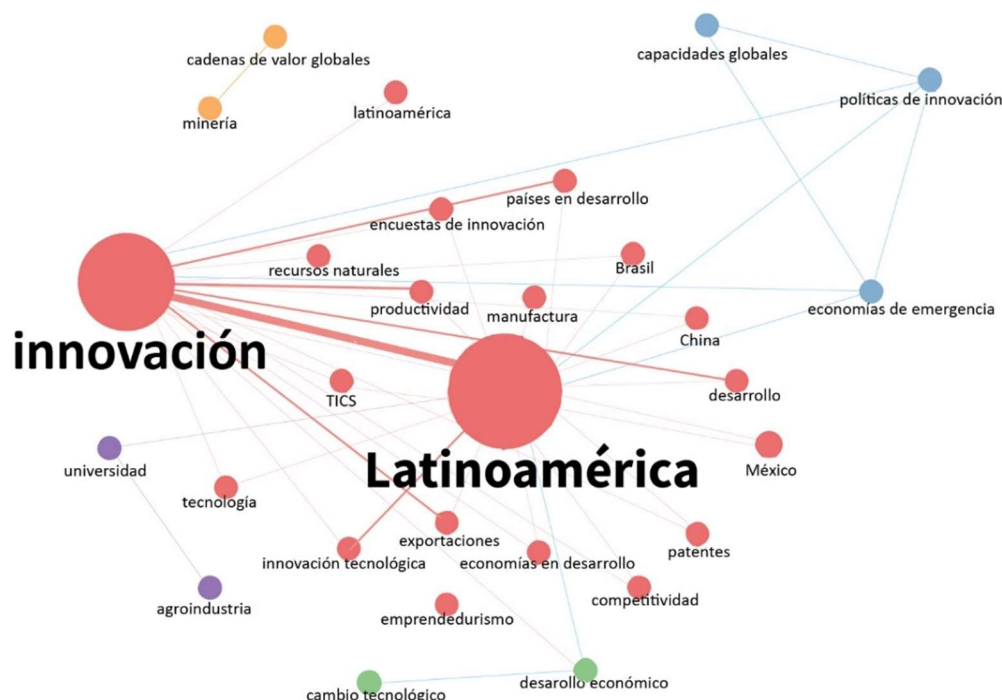 cadenas de valor globales
capacidades globales
políticas de innovación
minería
latinoamérica
países en desarrollo
encuestas de innovación
recursos naturales
Brasil
productividad
manufactura
economías de emergencia
China
innovación
TICS
desarrollo
Latinoamérica
México
universidad
tecnología
exportaciones
innovación tecnológica
economías en desarrollo
patentes
agroindustria
emprendedurismo
competitividad
desarollo económico
cambio tecnológico